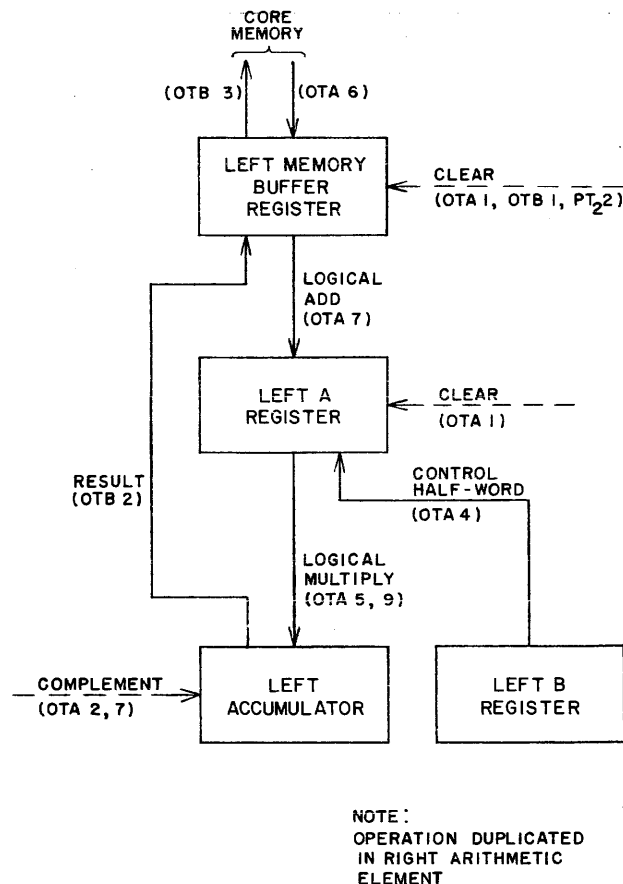 CORE
MEMORY
(OTB 3)
(OTA 6)
LEFT MEMORY
BUFFER
REGISTER
CLEAR
(OTA 1, OTB 1, PT₂2)
LOGICAL
ADD
(OTA 7)
LEFT A
REGISTER
CLEAR
(OTA 1)
RESULT
(OTB 2)
CONTROL
HALF-WORD
(OTA 4)
LOGICAL
MULTIPLY
(OTA 5, 9)
COMPLEMENT
(OTA 2, 7)
LEFT
ACCUMULATOR
LEFT B
REGISTER
NOTE:
OPERATION DUPLICATED
IN RIGHT ARITHMETIC
ELEMENT